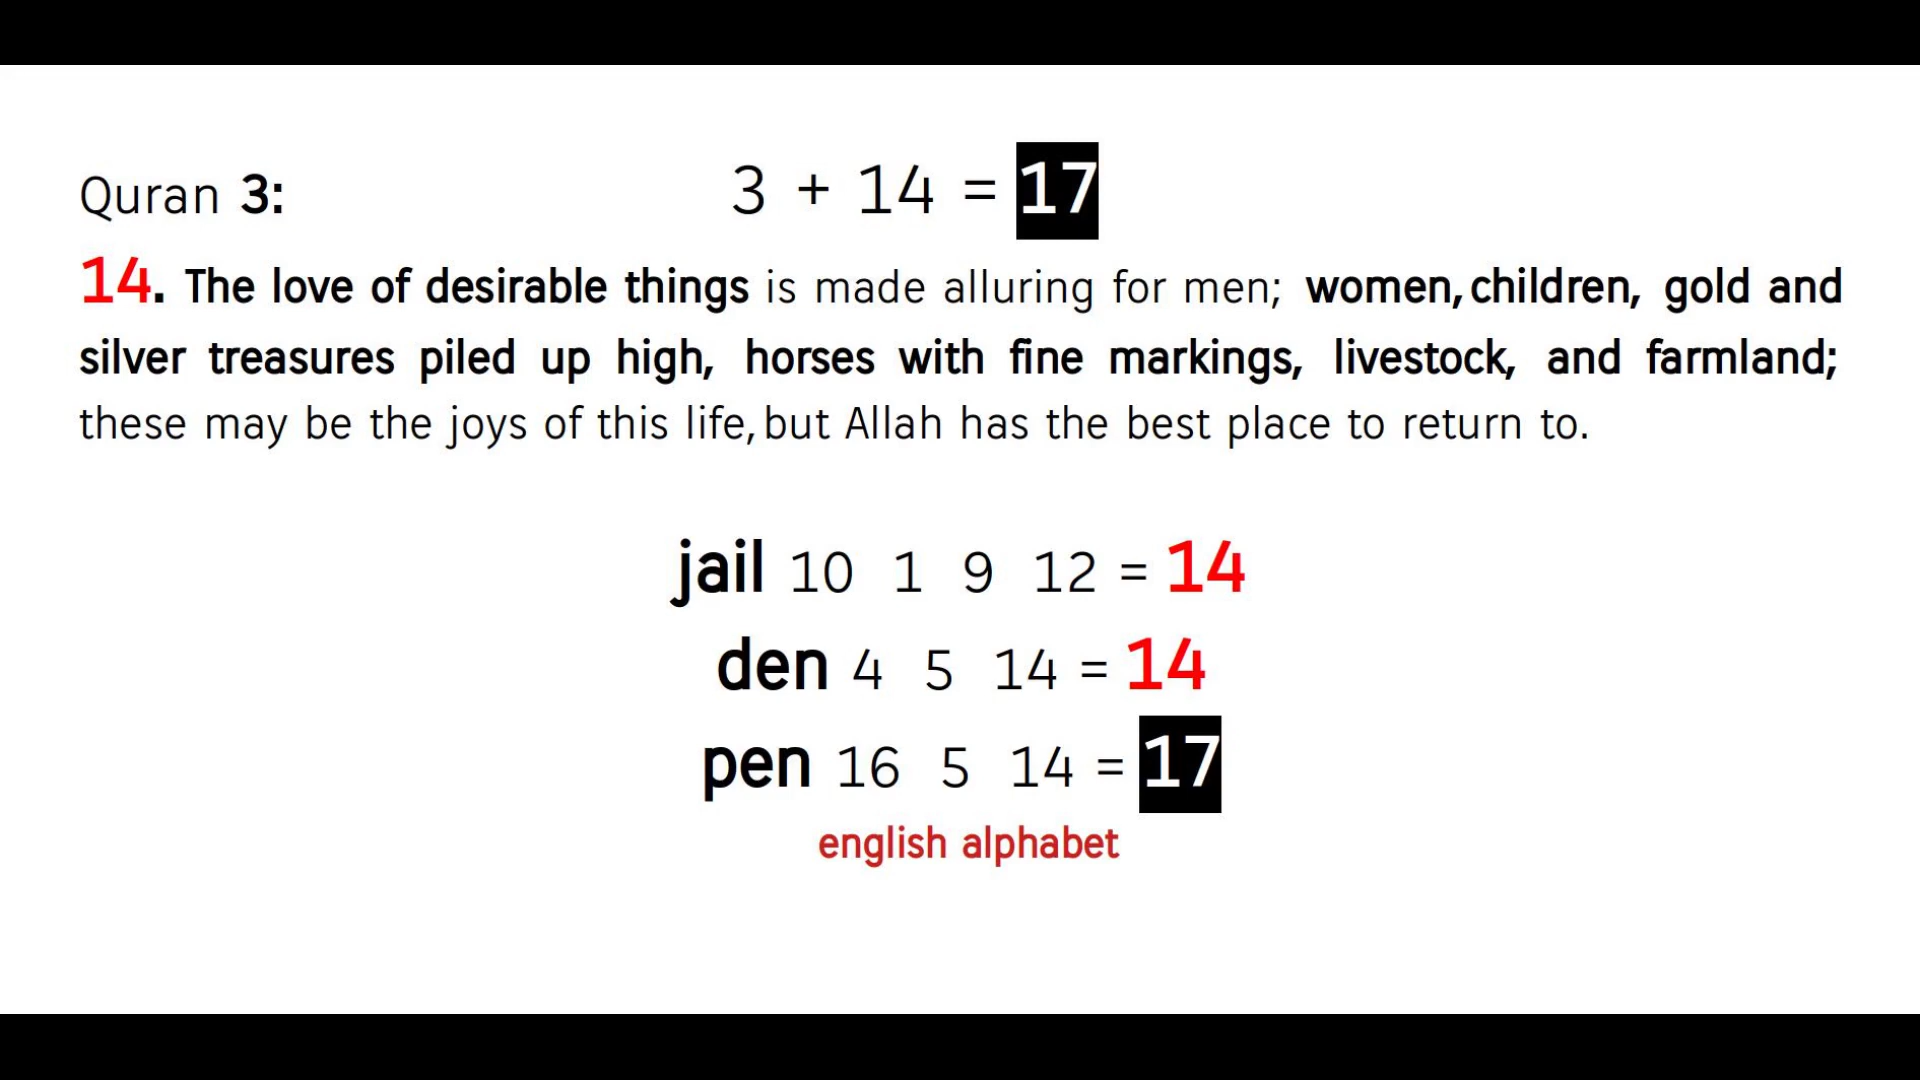 Quran 3: 3 + 14 = 17
14. The love of desirable things is made alluring for men; women, children, gold and
silver treasures piled up high, horses with fine markings, livestock, and farmland;
these may be the joys of this life, but Allah has the best place to return to.
jail 10 1 9 12 = 14
den 4 5 14 = 14
pen 16 5 14 = 17
english alphabet